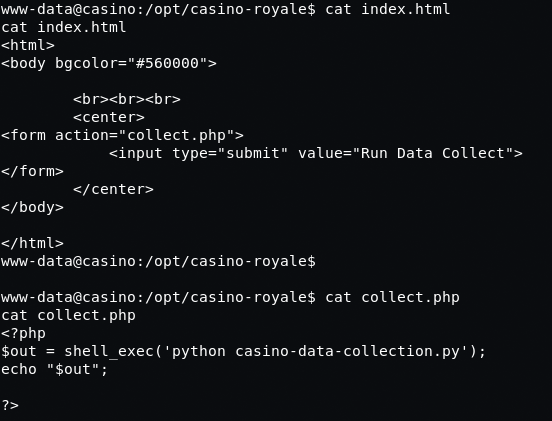 www-data@casino:/opt/casino-royale$ cat index.html
cat index.html
<html>
<body bgcolor="#560000">
<br><br><br>
<center>
<form action="collect.php">
<input type="submit" value="Run Data Collect">
</form>
</center>
</body>
</html>
www-data@casino:/opt/casino-royale$
www-data@casino:/opt/casino-royale$ cat collect.php
cat collect.php
<?php
$out = shell_exec('python casino-data-collection.py');
echo "$out";
?>